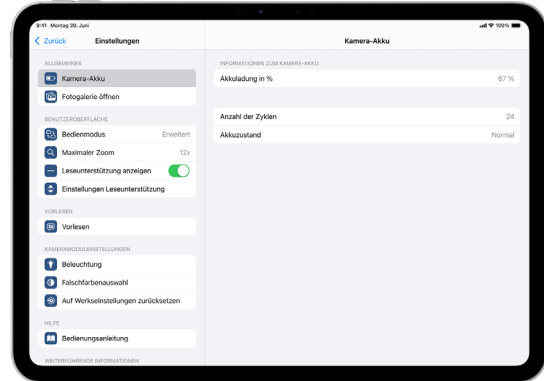 9:41 Montag 30. Juni
100%
Zurück
Einstellungen
Kamera-Akku
ALLGEMEINES
Kamera-Akku
Fotogalerie öffnen
BENUTZEROBERFLÄCHE
Bedienmodus Erweitert
Maximaler Zoom 12x
Leseunterstützung anzeigen
Einstellungen Leseunterstützung
VORLESEN
Vorlesen
KAMERAMODULEINSTELLUNGEN
Beleuchtung
Falschfarbenauswahl
Auf Werkseinstellungen zurücksetzen
HILFE
Bedienungsanleitung
WEITERFÜHRENDE INFORMATIONEN
INFORMATIONEN ZUM KAMERA-AKKU
Akkuladung in % 67 %
Anzahl der Zyklen 24
Akkuzustand Normal